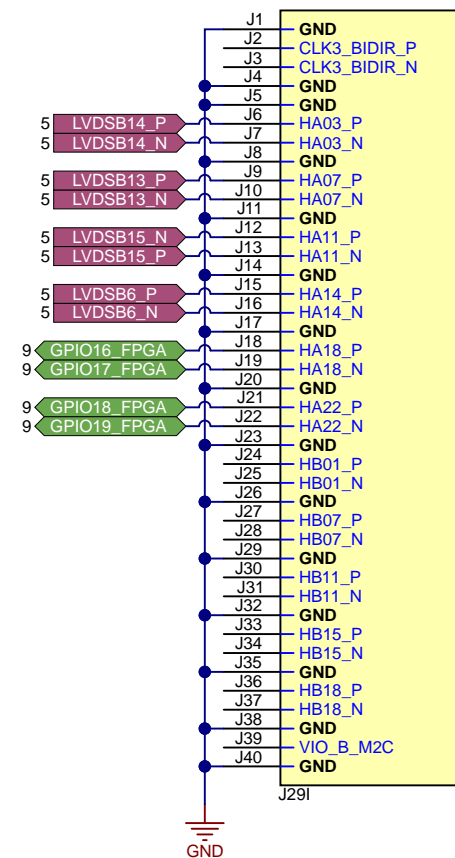 J1 GND
J2 CLK3_BIDIR_P
J3 CLK3_BIDIR_N
J4 GND
J5 GND
5 LVDSB14_P J6 HA03_P
5 LVDSB14_N J7 HA03_N
J8 GND
5 LVDSB13_P J9 HA07_P
5 LVDSB13_N J10 HA07_N
J11 GND
5 LVDSB15_N J12 HA11_P
5 LVDSB15_P J13 HA11_N
J14 GND
5 LVDSB6_P J15 HA14_P
5 LVDSB6_N J16 HA14_N
J17 GND
9 GPIO16_FPGA J18 HA18_P
9 GPIO17_FPGA J19 HA18_N
J20 GND
9 GPIO18_FPGA J21 HA22_P
9 GPIO19_FPGA J22 HA22_N
J23 GND
J24 HB01_P
J25 HB01_N
J26 GND
J27 HB07_P
J28 HB07_N
J29 GND
J30 HB11_P
J31 HB11_N
J32 GND
J33 HB15_P
J34 HB15_N
J35 GND
J36 HB18_P
J37 HB18_N
J38 GND
J39 VIO_B_M2C
J40 GND
J29I
GND